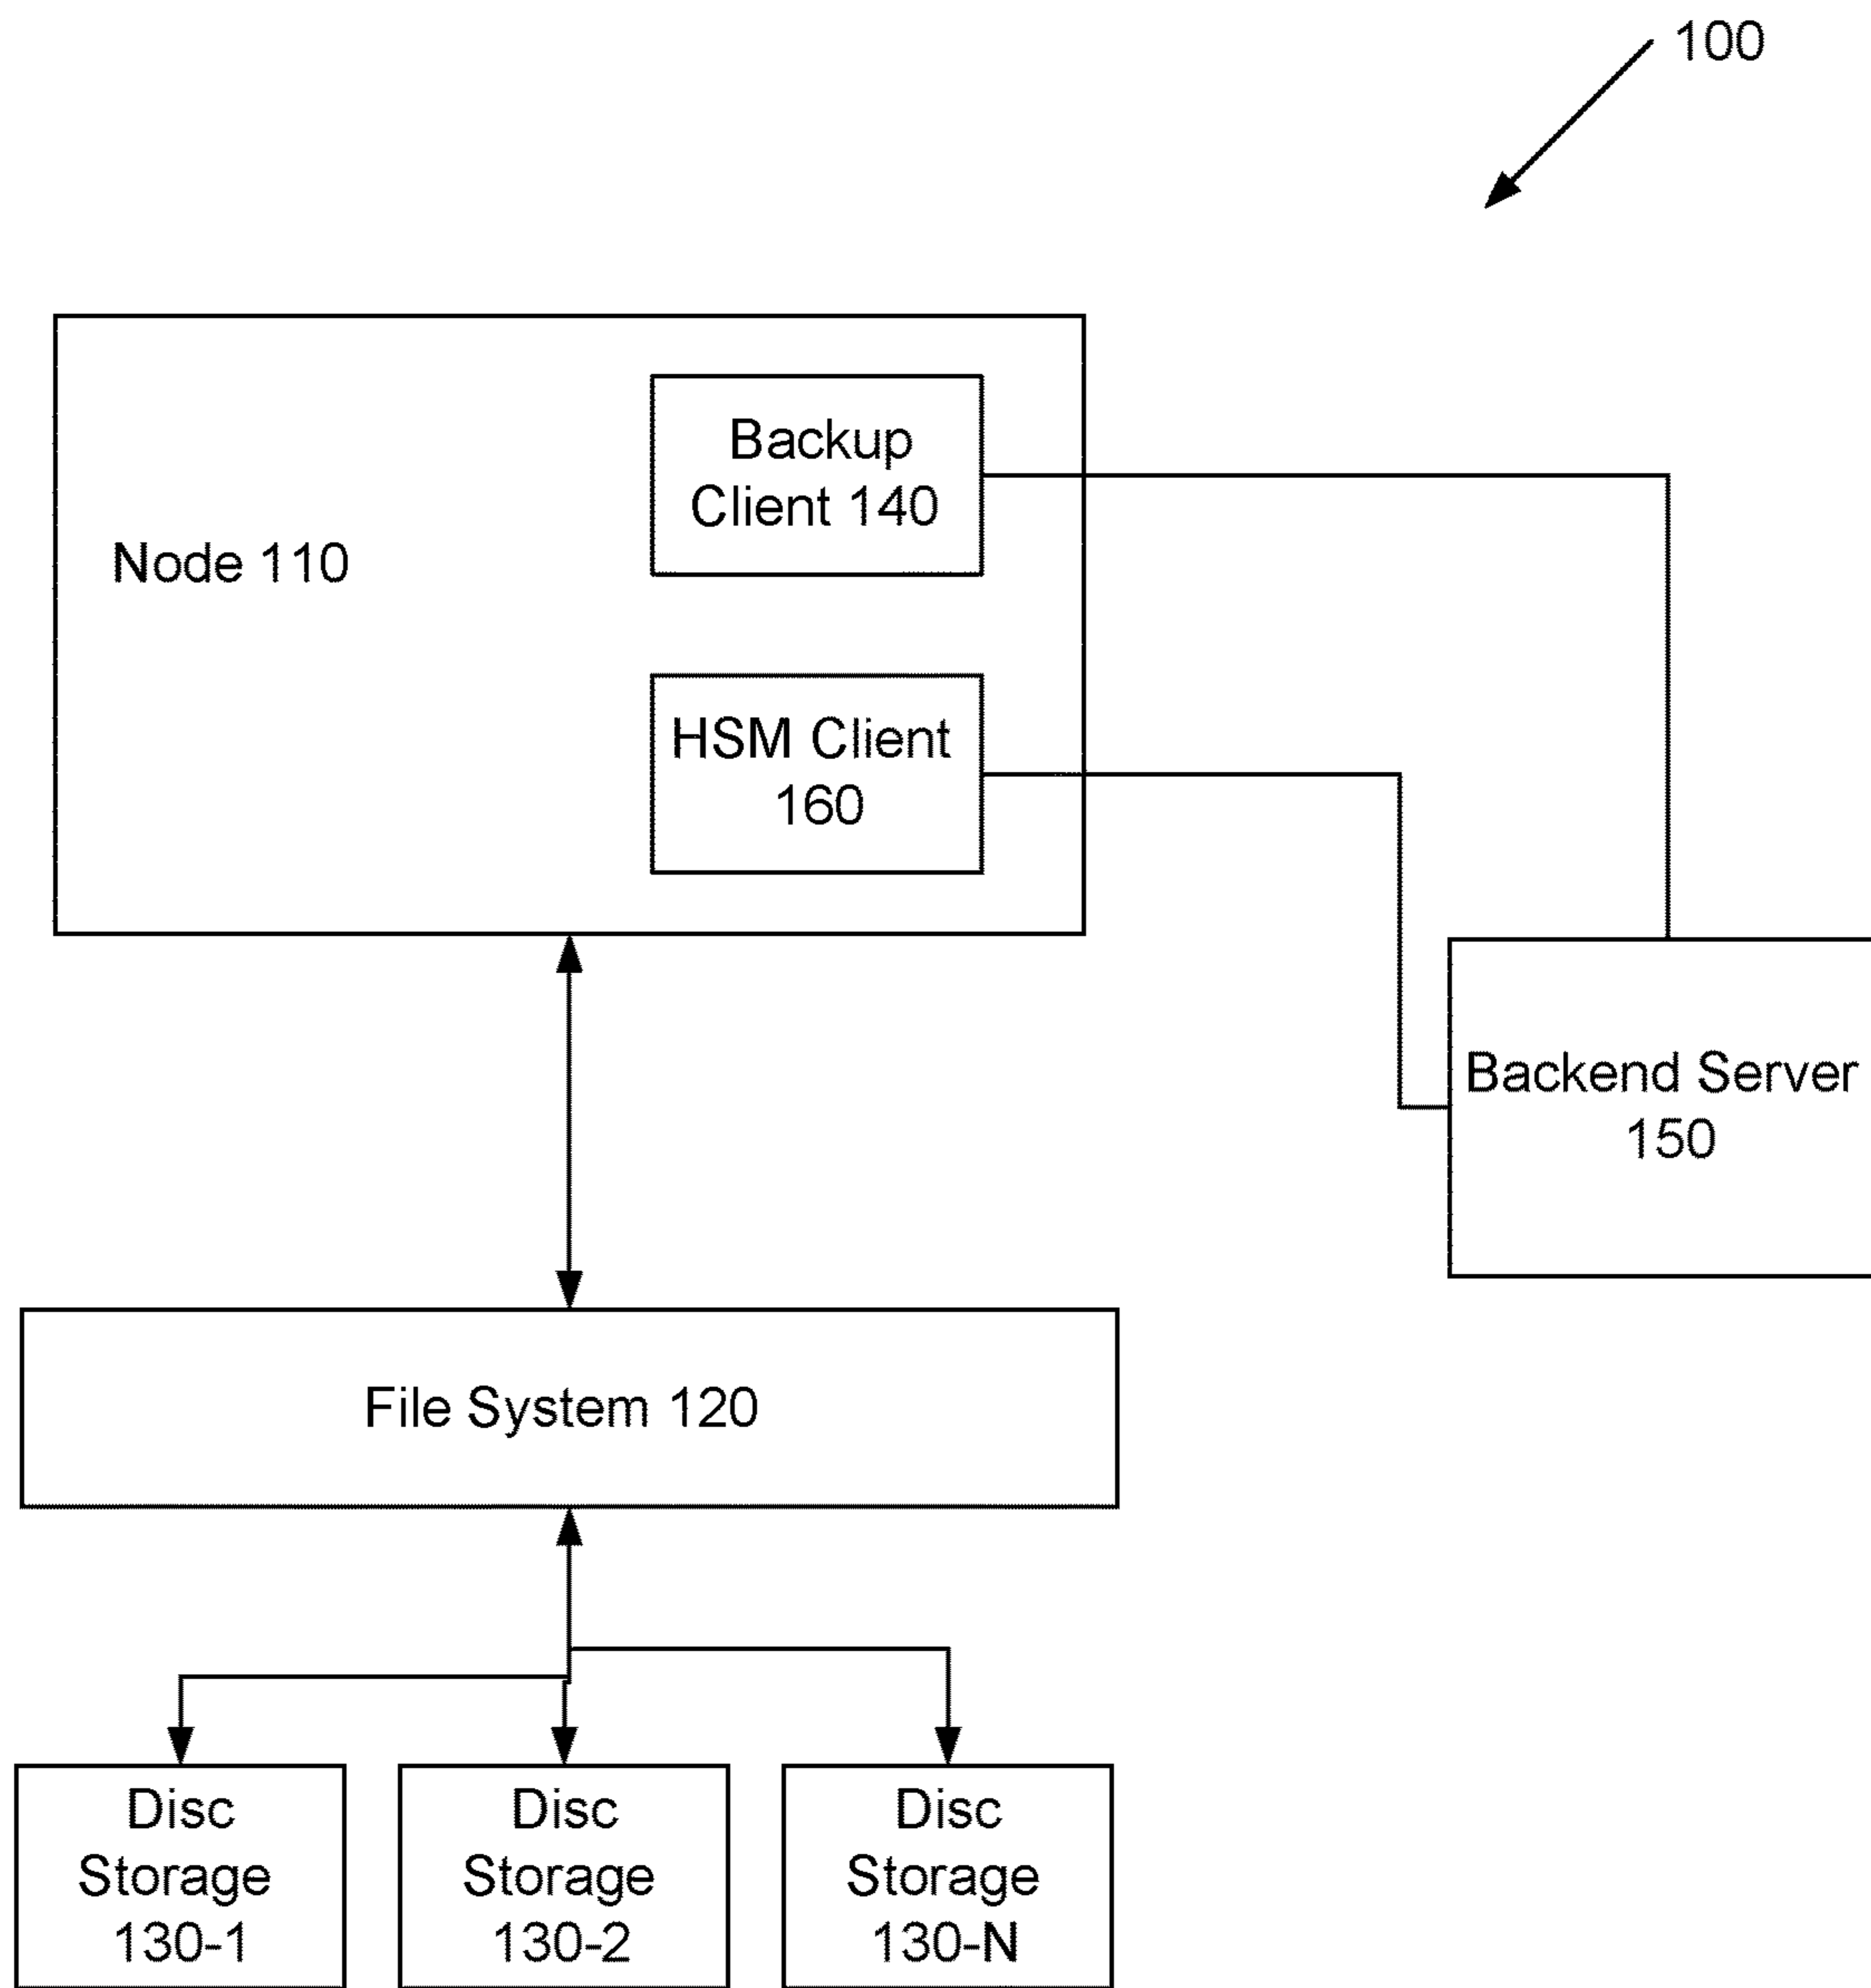 100
Backup
Client 140
Node 110
HSM Client
160
Backend Server
150
File System 120
Disc
Storage
130-1
Disc
Storage
130-2
Disc
Storage
130-N